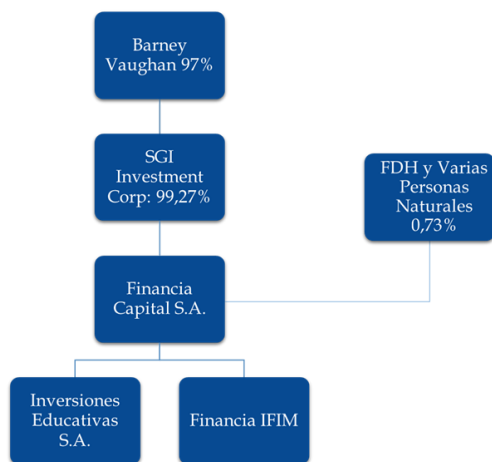 Barney
Vaughan 97%
SGI
Investment
Corp: 99,27%
FDH y Varias
Personas
Naturales
0,73%
Financia
Capital S.A.
Inversiones
Educativas
S.A.
Financia IFIM